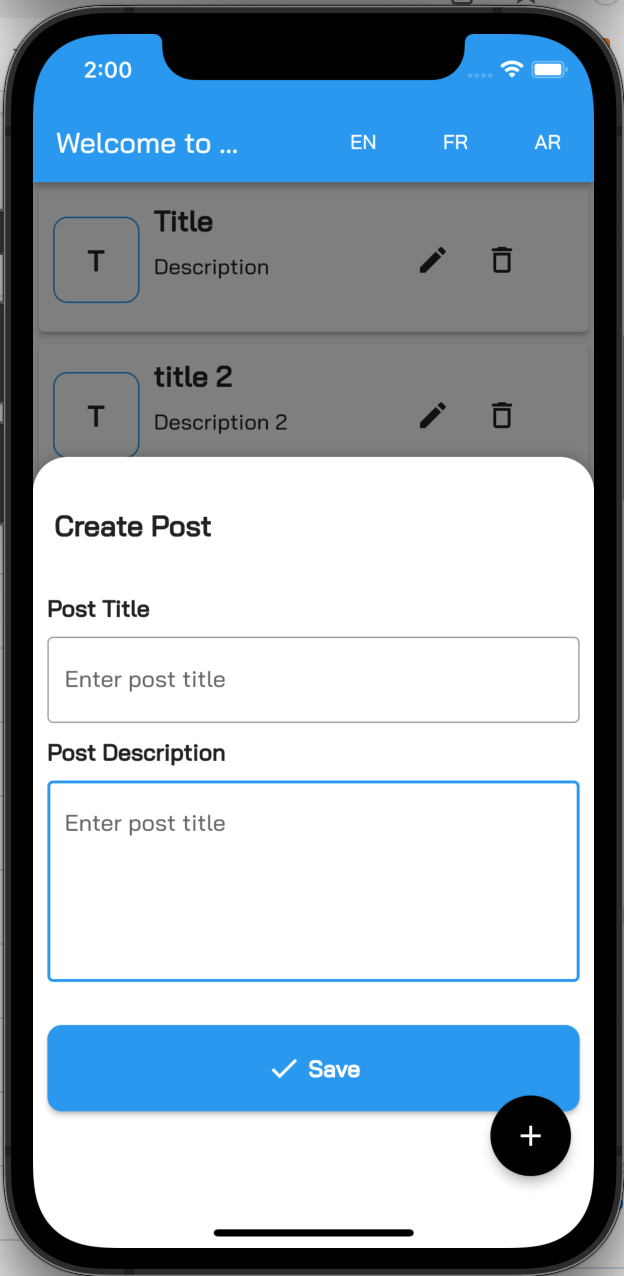 2:00
Welcome to ... EN FR AR
T Title
Description
T title 2
Description 2
Create Post
Post Title
Enter post title
Post Description
Enter post title
Save